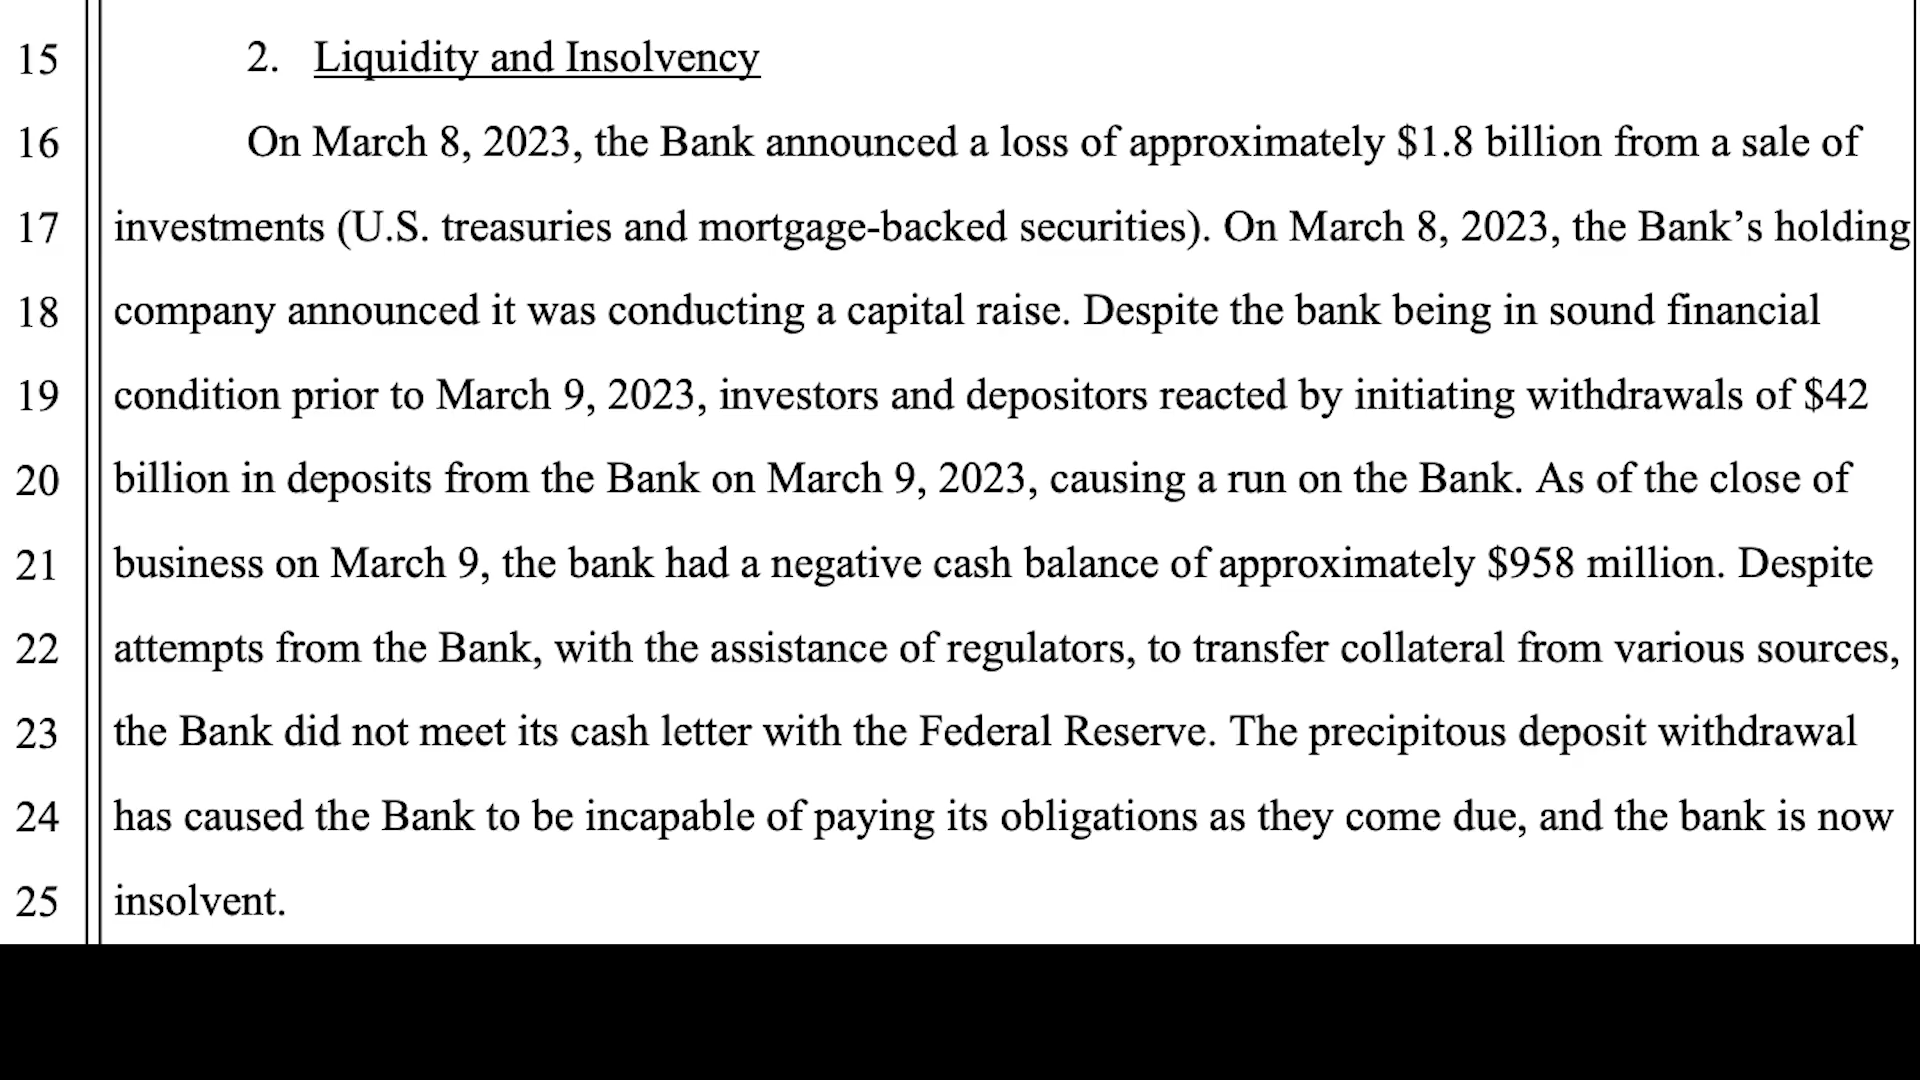 15 2. Liquidity and Insolvency
16 On March 8, 2023, the Bank announced a loss of approximately $1.8 billion from a sale of
17 investments (U.S. treasuries and mortgage-backed securities). On March 8, 2023, the Bank’s holding
18 company announced it was conducting a capital raise. Despite the bank being in sound financial
19 condition prior to March 9, 2023, investors and depositors reacted by initiating withdrawals of $42
20 billion in deposits from the Bank on March 9, 2023, causing a run on the Bank. As of the close of
21 business on March 9, the bank had a negative cash balance of approximately $958 million. Despite
22 attempts from the Bank, with the assistance of regulators, to transfer collateral from various sources,
23 the Bank did not meet its cash letter with the Federal Reserve. The precipitous deposit withdrawal
24 has caused the Bank to be incapable of paying its obligations as they come due, and the bank is now
25 insolvent.